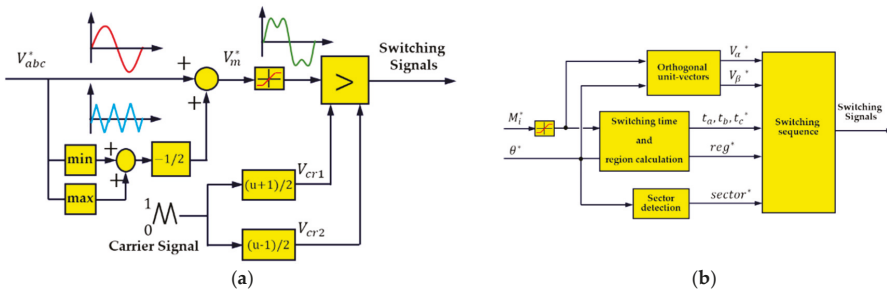 V*abc
+
+
V*m
>
Switching
Signals
min
max
+
+
−1/2
1
0
Carrier Signal
(u+1)/2
(u-1)/2
Vcr1
Vcr2
(a)
M*i
θ*
Orthogonal
unit-vectors
Vα*
Vβ*
Switching time
and
region calculation
ta, tb, tc*
reg*
Sector
detection
sector*
Switching
sequence
Switching
Signals
(b)